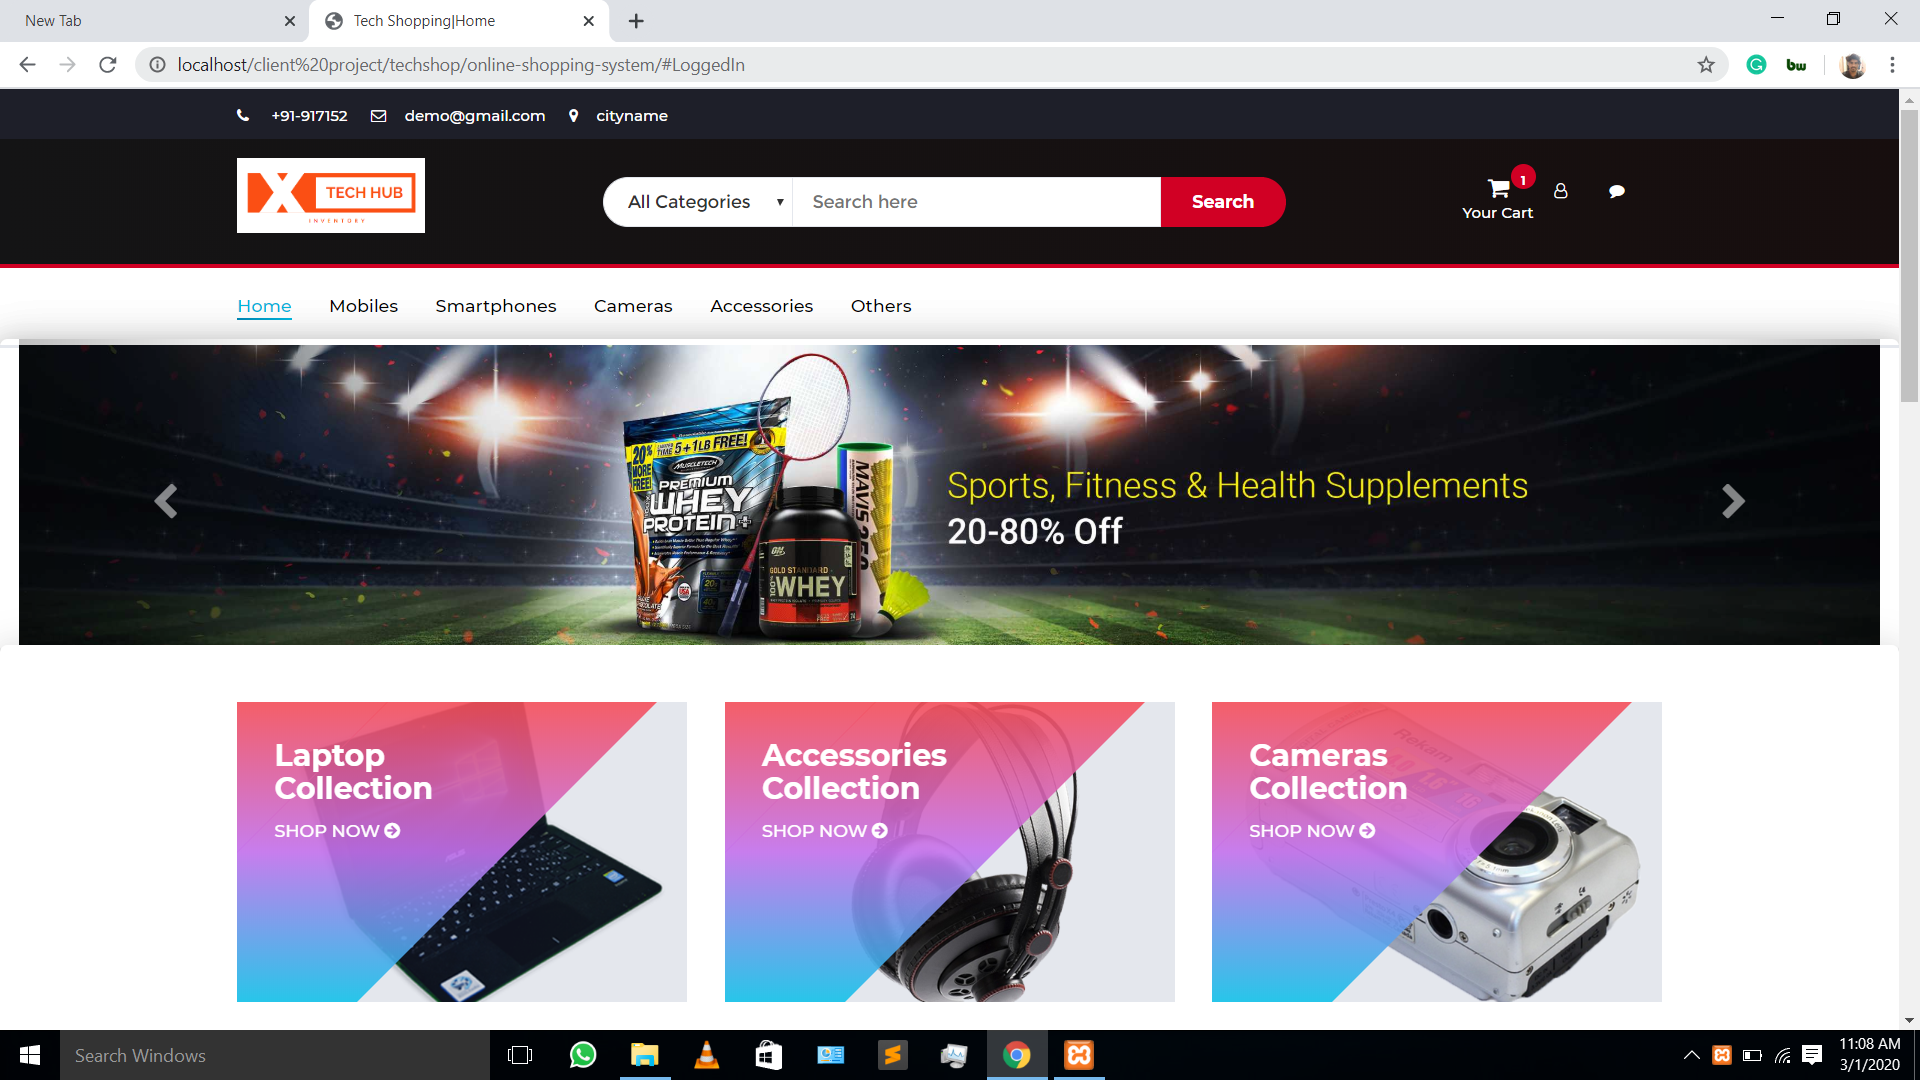 New Tab
Tech Shopping|Home
localhost/client%20project/techshop/online-shopping-system/#LoggedIn
bw
+91-917152 demo@gmail.com cityname
TECH HUB
INVENTORY
All Categories
Search here
Search
1
Your Cart
Home Mobiles Smartphones Cameras Accessories Others
20% MORE FREE!
5+1LB FREE!
MUSCLETECH
PREMIUM
WHEY
PROTEIN+
GOLD STANDARD
WHEY
MAVIS 350
Sports, Fitness & Health Supplements
20-80% Off
Laptop
Collection
SHOP NOW
Accessories
Collection
SHOP NOW
Cameras
Collection
SHOP NOW
Rekam
Search Windows
11:08 AM
3/1/2020